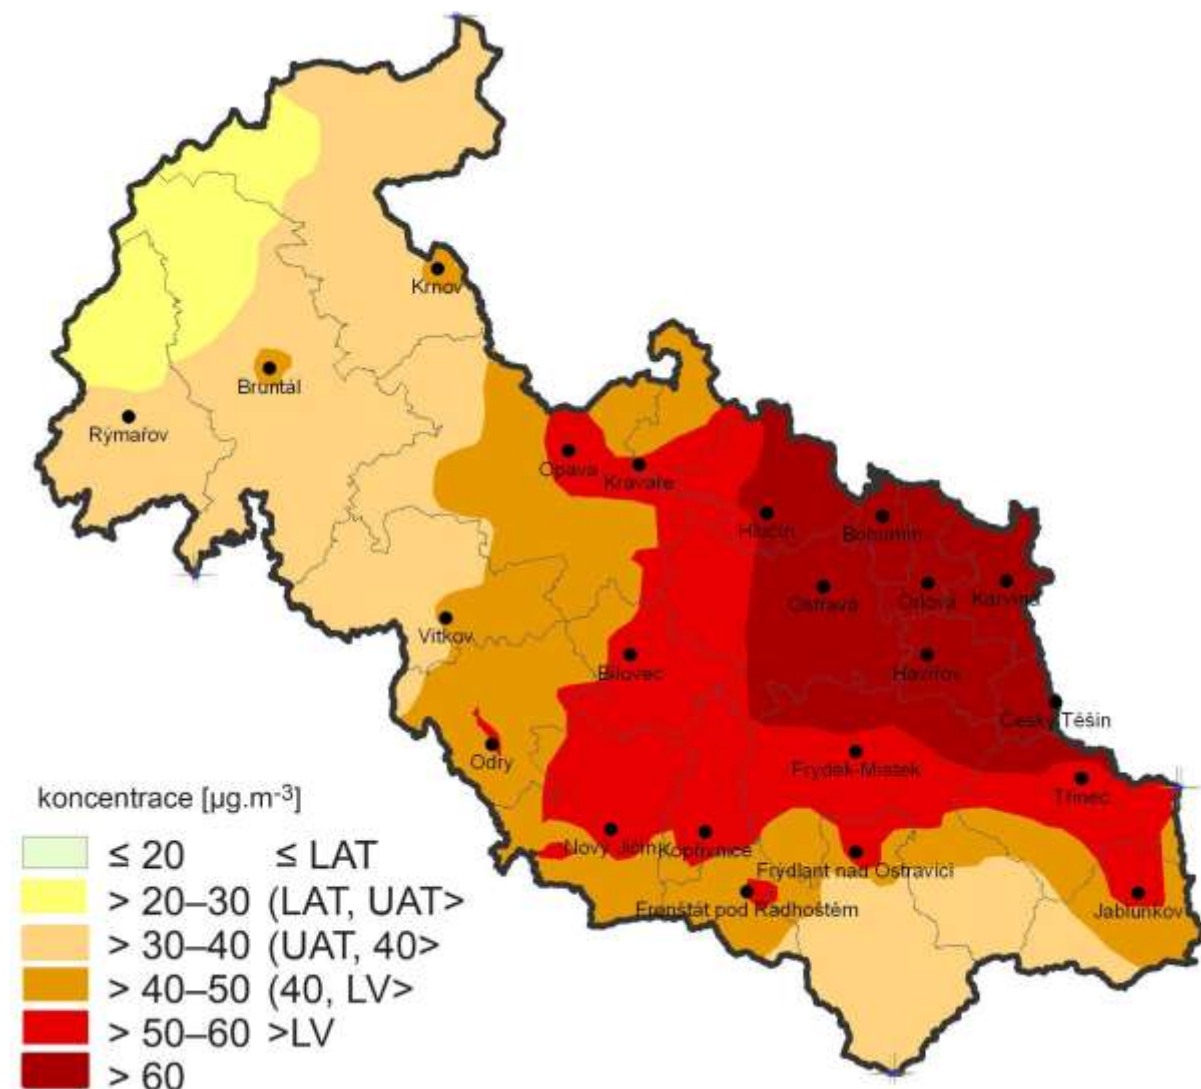 Krnov
Bruntál
Rýmařov
Opava
Kravaře
Hlučín
Bohumín
Ostrava
Orlová
Karviná
Vítkov
Bílovec
Havířov
Český Těšín
Odry
Frýdek-Místek
Třinec
Nový Jičín
Kopřivnice
Frýdlant nad Ostravicí
Frenštát pod Radhoštěm
Jablunkov
koncentrace [µg.m-3]
≤ 20 ≤ LAT
> 20–30 (LAT, UAT>
> 30–40 (UAT, 40>
> 40–50 (40, LV>
> 50–60 >LV
> 60